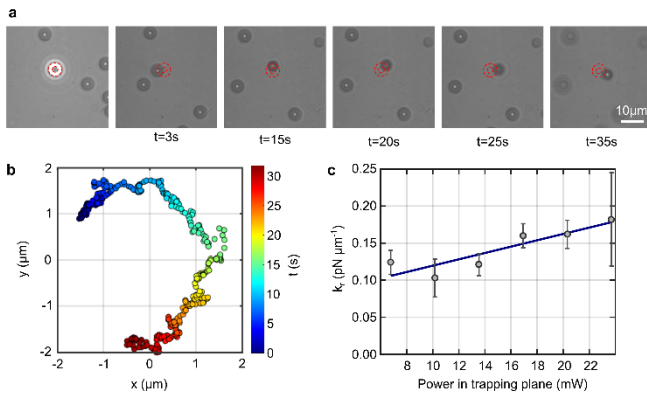 a
10µm
t=3s t=15s t=20s t=25s t=35s
b
c
2
1
0
-1
-2
y (µm)
-2 -1 0 1 2
x (µm)
30
25
20
15
10
5
0
t (s)
0.25
0.20
0.15
0.10
0.05
0.00
kᵣ (pN µm⁻¹)
8 10 12 14 16 18 20 22
Power in trapping plane (mW)